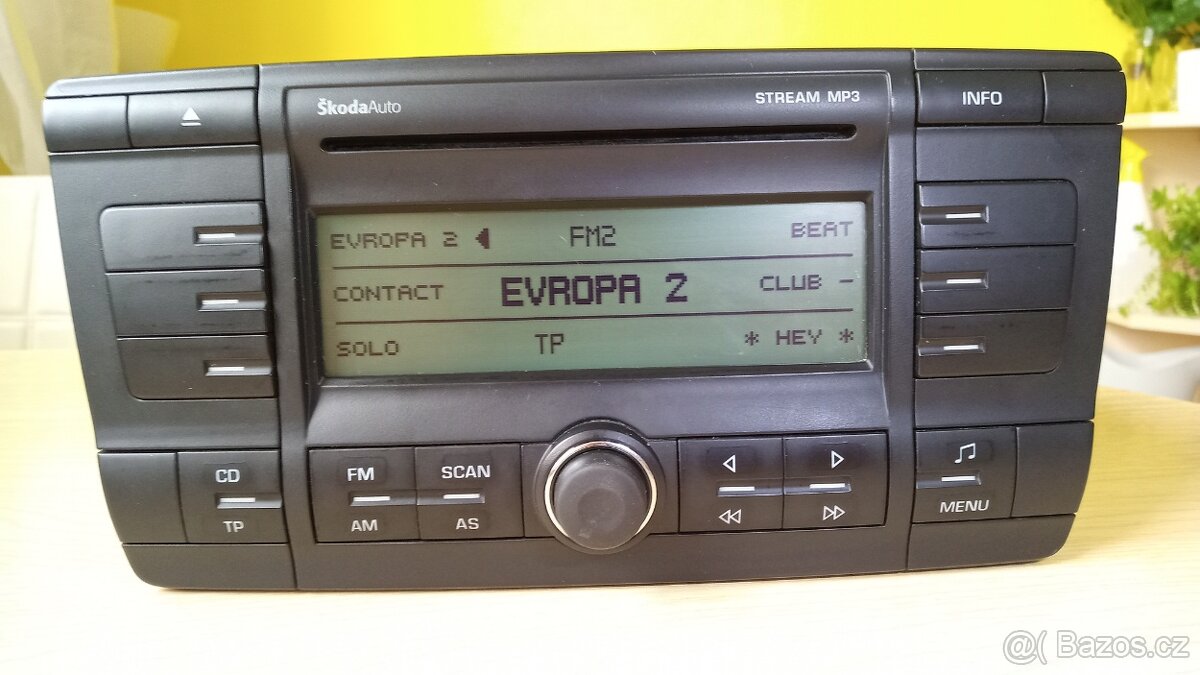 ŠkodaAuto
STREAM MP3
INFO
EVROPA 2 FM2 BEAT
CONTACT EVROPA 2 CLUB -
SOLO TP * HEY *
CD
TP
FM
AM
SCAN
AS
MENU
@( Bazos.cz